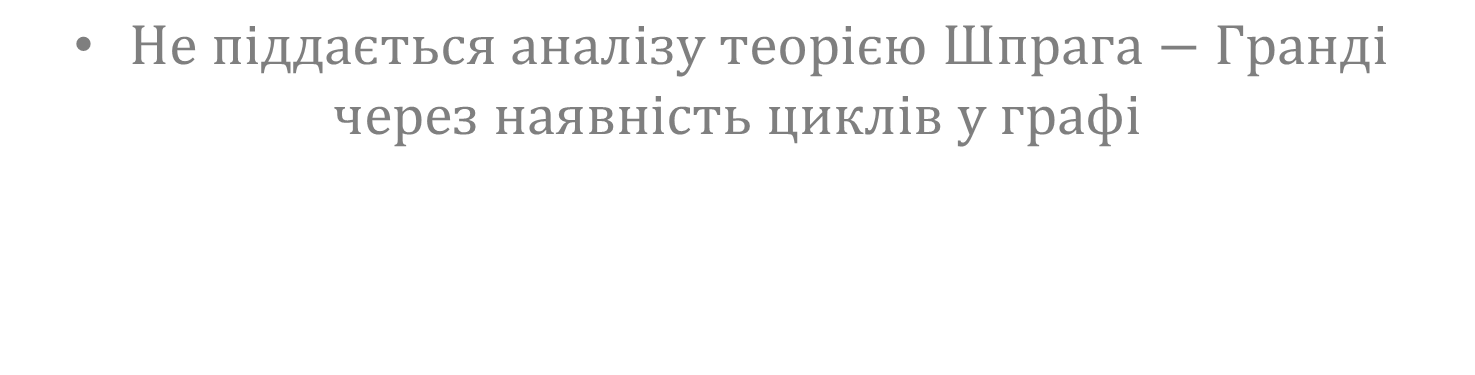 • Не піддається аналізу теорією Шпрага − Гранді
через наявність циклів у графі